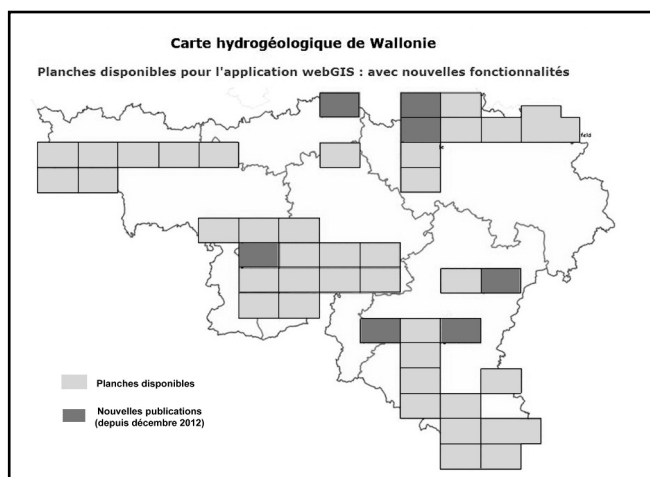 Carte hydrogéologique de Wallonie
Planches disponibles pour l'application webGIS : avec nouvelles fonctionnalités
feld
Planches disponibles
Nouvelles publications
(depuis décembre 2012)